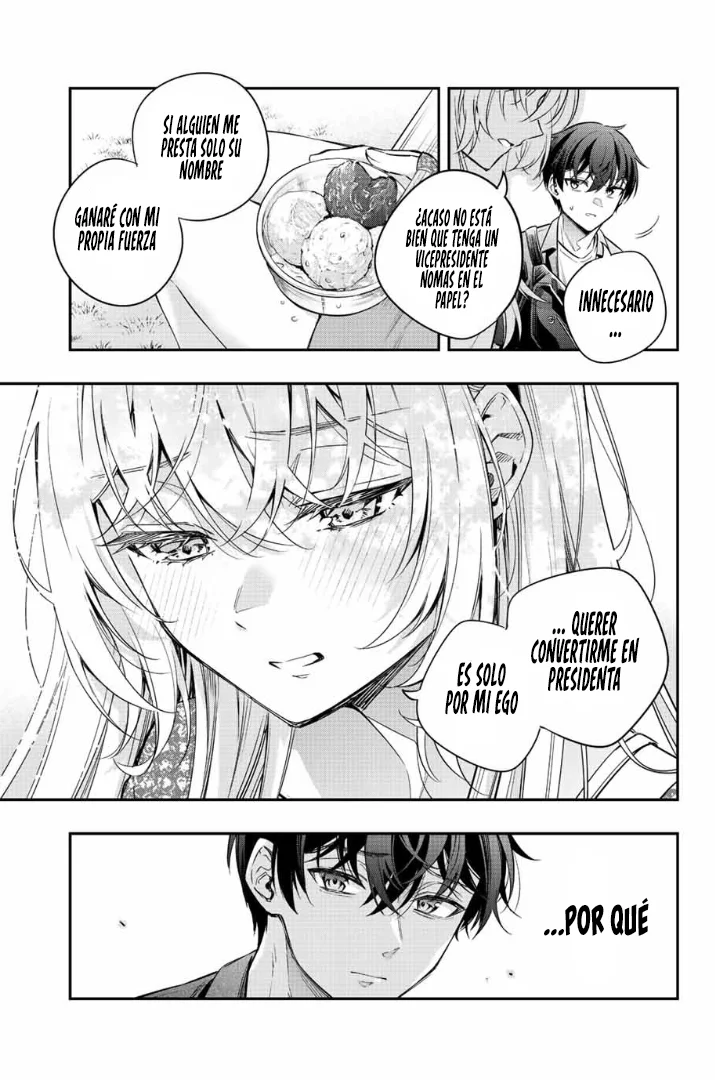 INNECESARIO
...
¿ACASO NO ESTÁ
BIEN QUE TENGA UN
VICEPRESIDENTE
NOMAS EN EL
PAPEL?
SI ALGUIEN ME
PRESTA SOLO SU
NOMBRE
GANARÉ CON MI
PROPIA FUERZA
... QUERER
CONVERTIRME EN
PRESIDENTA
ES SOLO
POR MI EGO
...POR QUÉ